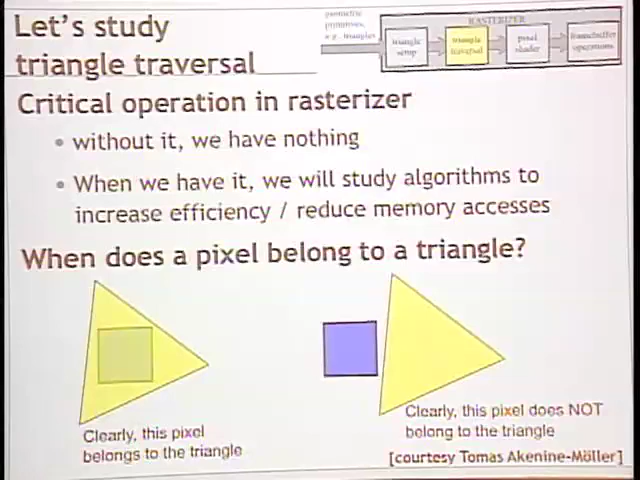 Let's study
triangle traversal
geometric
primitives,
e.g. triangles
RASTERIZER
triangle
setup
triangle
traversal
pixel
shader
framebuffer
operations
Critical operation in rasterizer
• without it, we have nothing
• When we have it, we will study algorithms to
increase efficiency / reduce memory accesses
When does a pixel belong to a triangle?
Clearly, this pixel
belongs to the triangle
Clearly, this pixel does NOT
belong to the triangle
[courtesy Tomas Akenine-Möller]